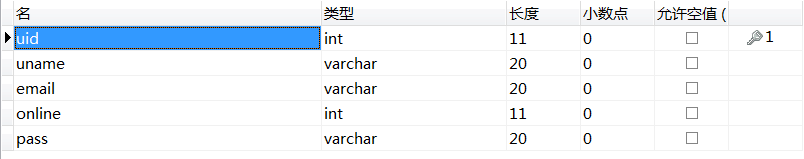 名 类型 长度 小数点 允许空值 (
uid int 11 0 1
uname varchar 20 0
email varchar 20 0
online int 11 0
pass varchar 20 0